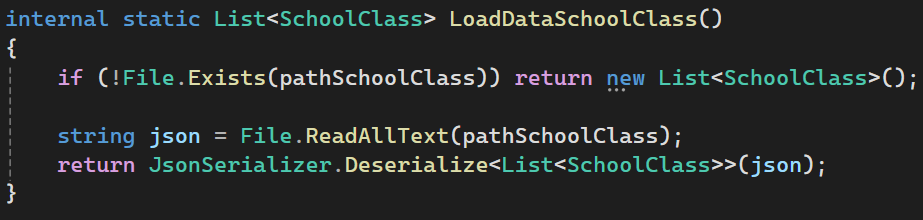 internal static List<SchoolClass> LoadDataSchoolClass()
{
if (!File.Exists(pathSchoolClass)) return new List<SchoolClass>();
string json = File.ReadAllText(pathSchoolClass);
return JsonSerializer.Deserialize<List<SchoolClass>>(json);
}